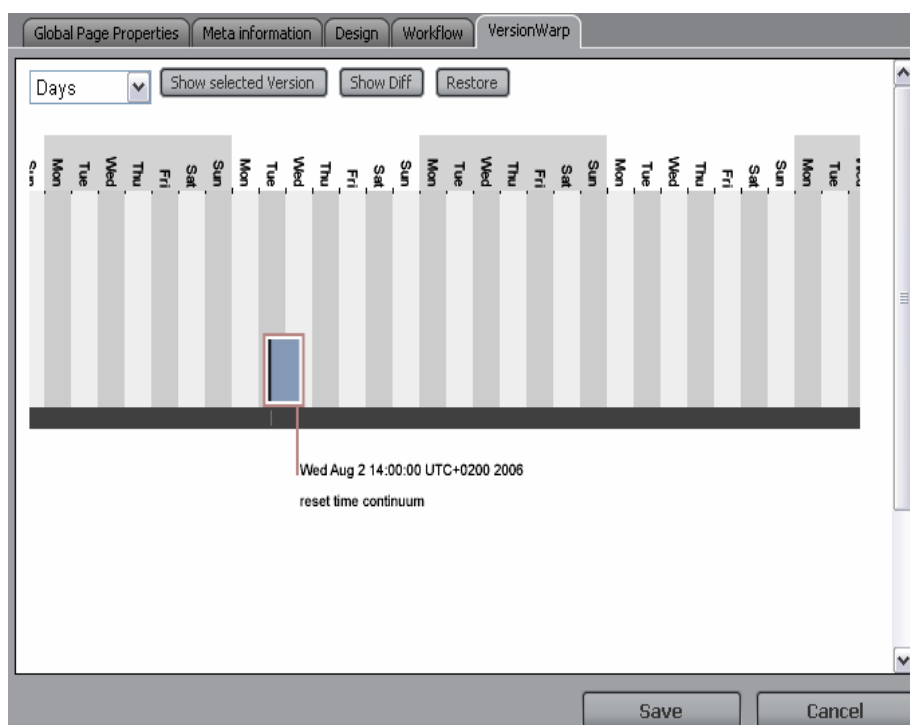 Global Page Properties Meta information Design Workflow VersionWarp
Days Show selected Version Show Diff Restore
Sun Mon Tue Wed Thu Fri Sat Sun Mon Tue Wed Thu Fri Sat Sun Mon Tue Wed Thu Fri Sat Sun Mon Tue Wed Thu Fri Sat Sun Mon Tue Wed
Wed Aug 2 14:00:00 UTC+0200 2006
reset time continuum
Save Cancel